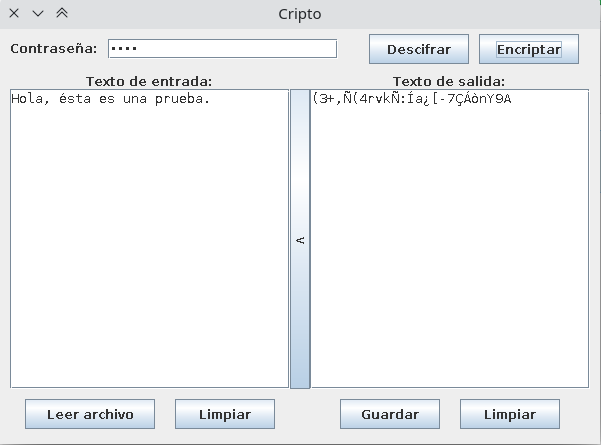 Cripto
Contraseña: ••••
Descifrar
Encriptar
Texto de entrada:
Texto de salida:
Hola, ésta es una prueba.
(3+,Ñ(4rvkÑ:Ía¿[-7ÇÁònY9A
<
Leer archivo
Limpiar
Guardar
Limpiar